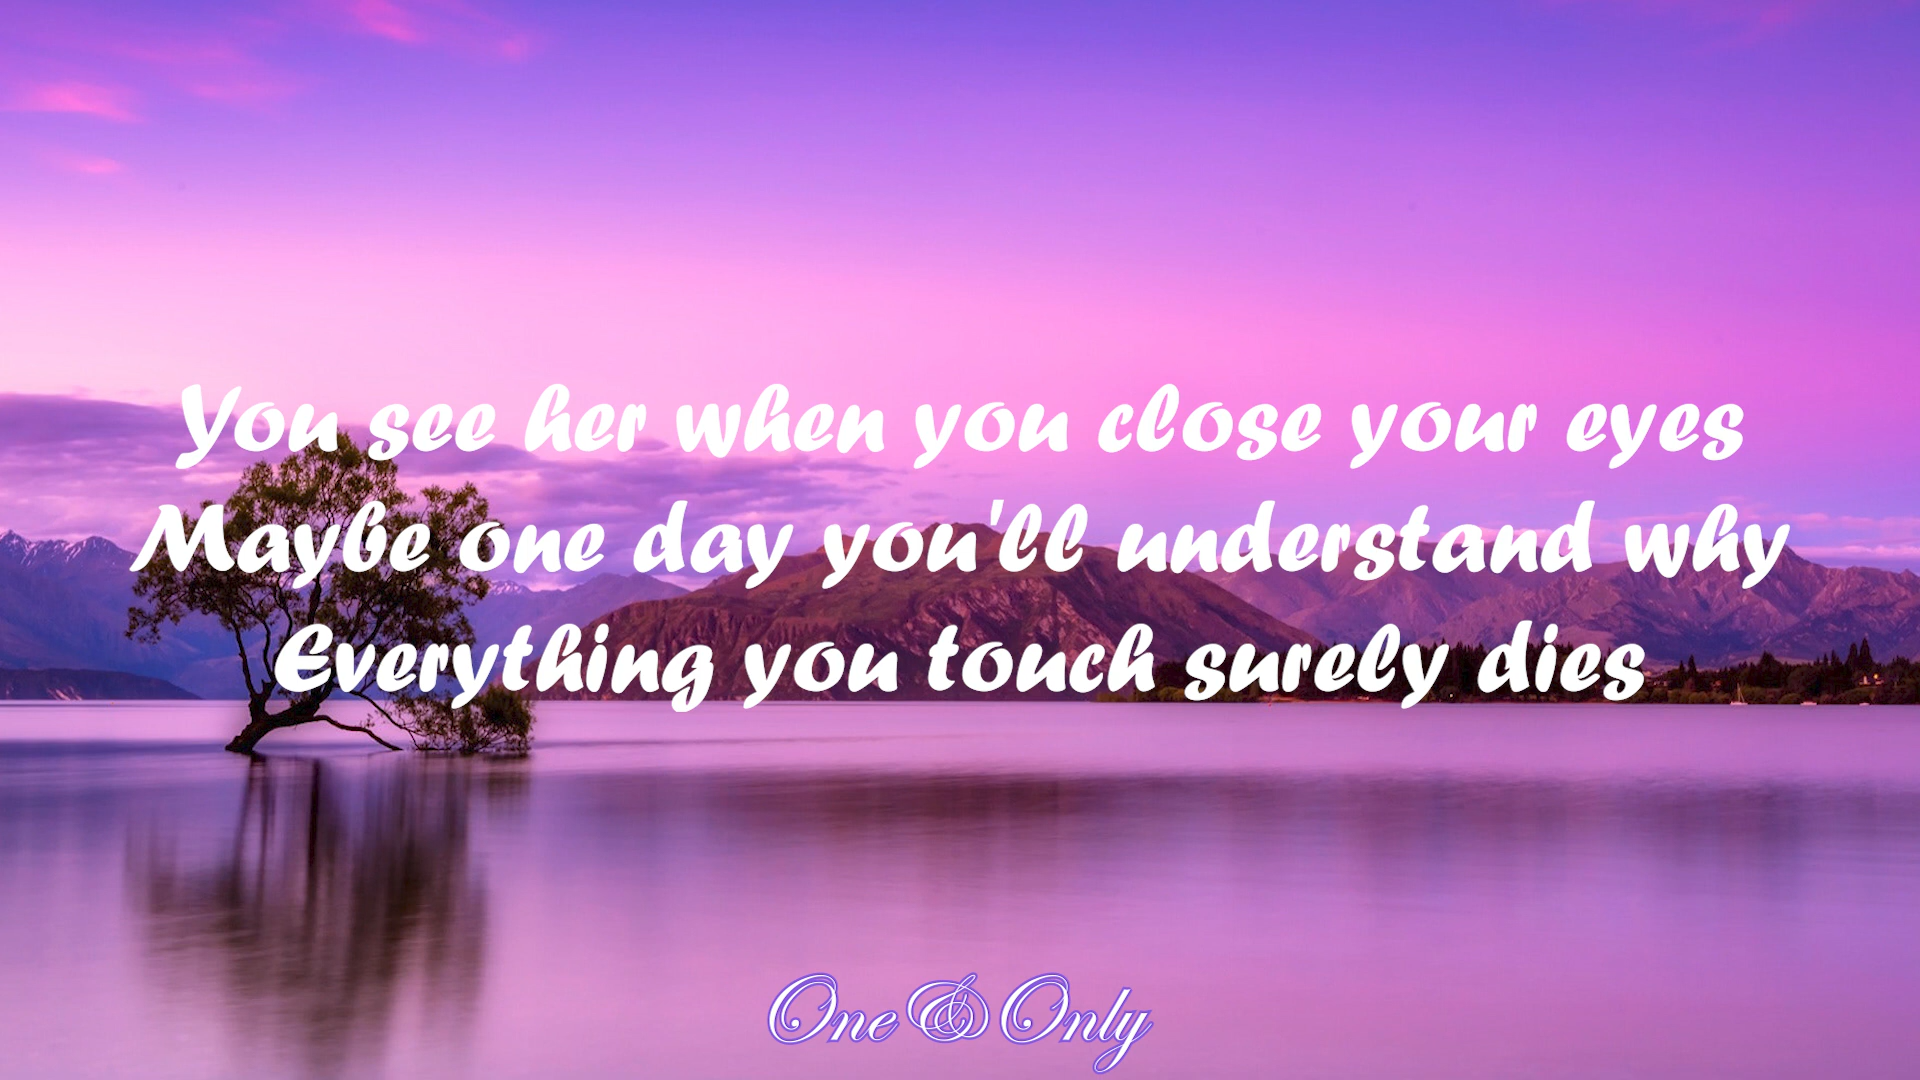 You see her when you close your eyes
Maybe one day you'll understand why
Everything you touch surely dies
One & Only